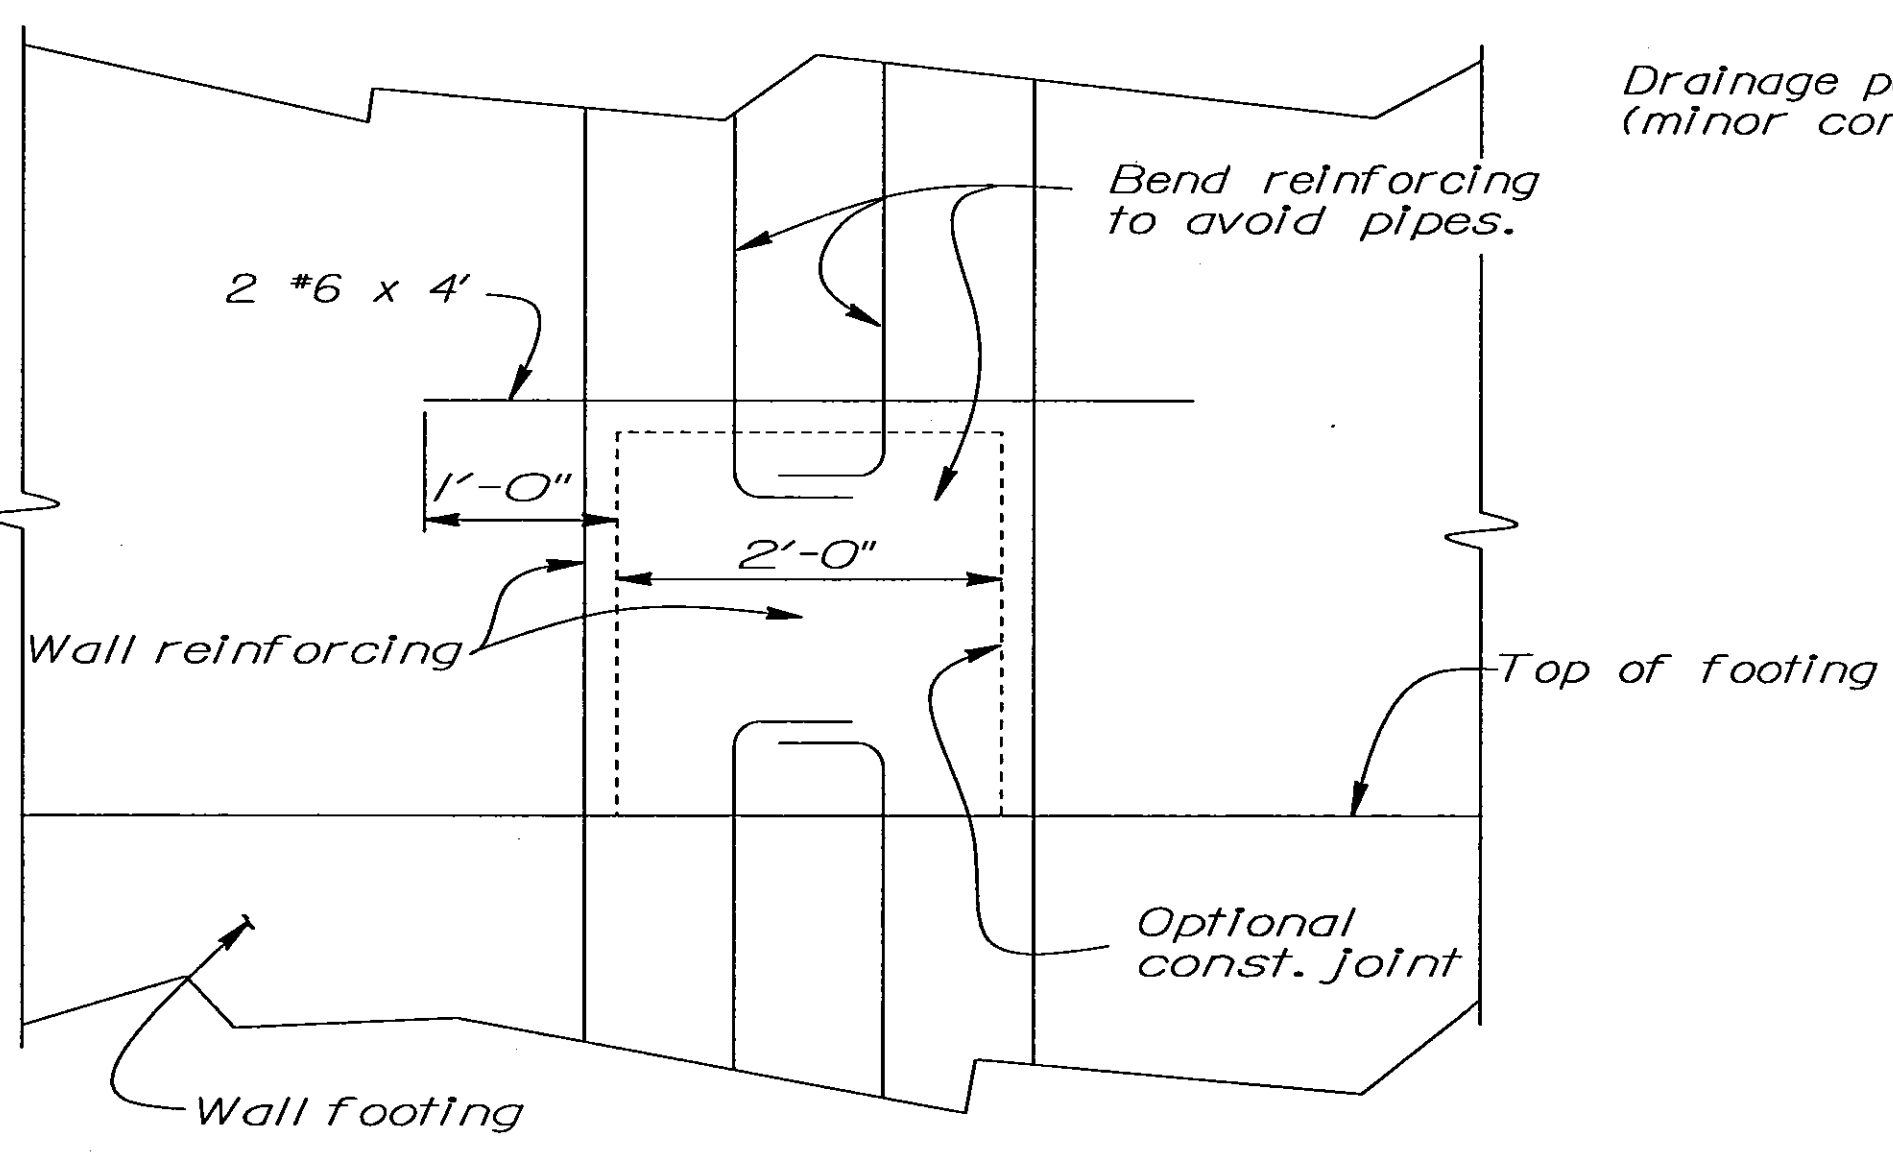 Drainage
(minor
Bend reinforcing
to avoid pipes.
2 #6 x 4'
1'-0"
2'-0"
Wall reinforcing
Top of footing
Optional
const. joint
Wall footing